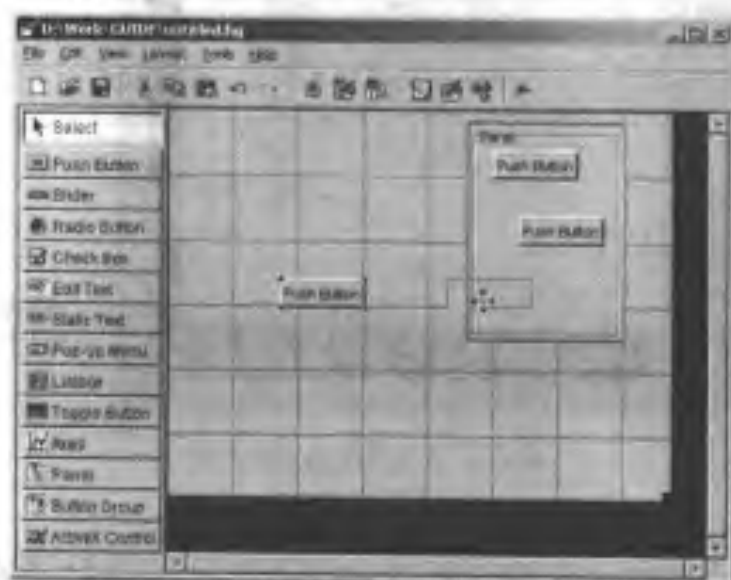 D:\Work\GUIDE\untitled.fig
File Edit View Layout Tools Help
Select
Push Button
Slider
Radio Button
Check Box
Edit Text
Static Text
Pop-up Menu
Listbox
Toggle Button
Axes
Panel
Button Group
ActiveX Control
Panel
Push Button
Push Button
Push Button